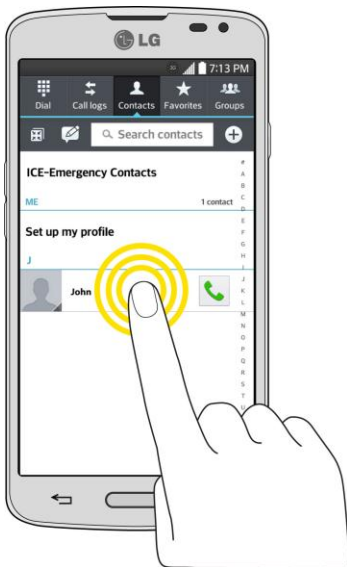 LG
3G 7:13 PM
Dial Call logs Contacts Favorites Groups
Search contacts
ICE-Emergency Contacts
ME 1 contact
Set up my profile
J
John
#
A
B
C
D
E
F
G
H
I
J
K
L
M
N
O
P
Q
R
S
T
U